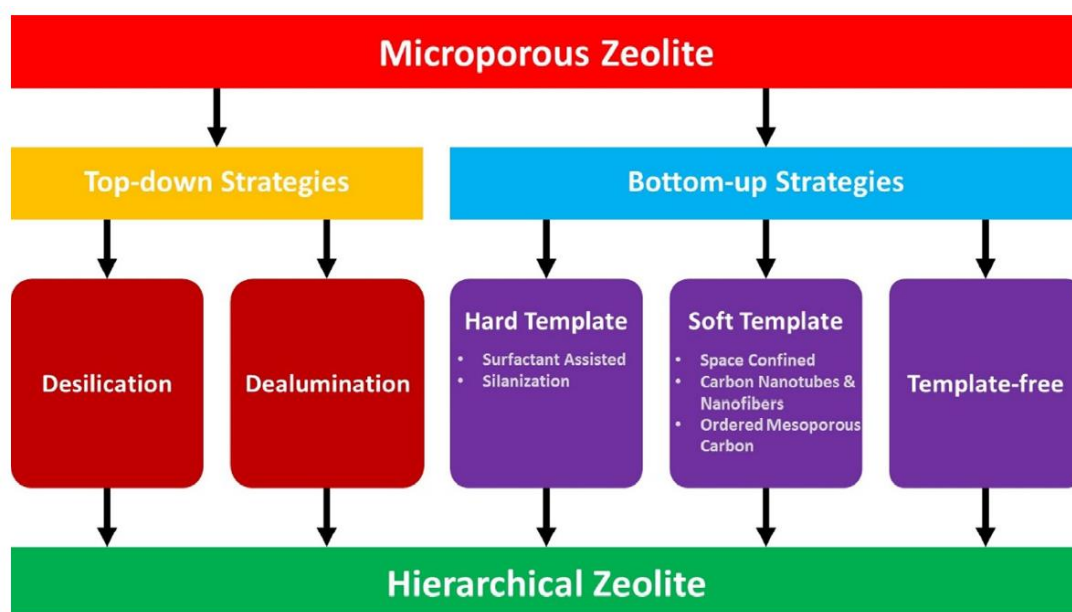 Microporous Zeolite
Top-down Strategies
Bottom-up Strategies
Desilication
Dealumination
Hard Template
• Surfactant Assisted
• Silanization
Soft Template
• Space Confined
• Carbon Nanotubes &
Nanofibers
• Ordered Mesoporous
Carbon
Template-free
Hierarchical Zeolite